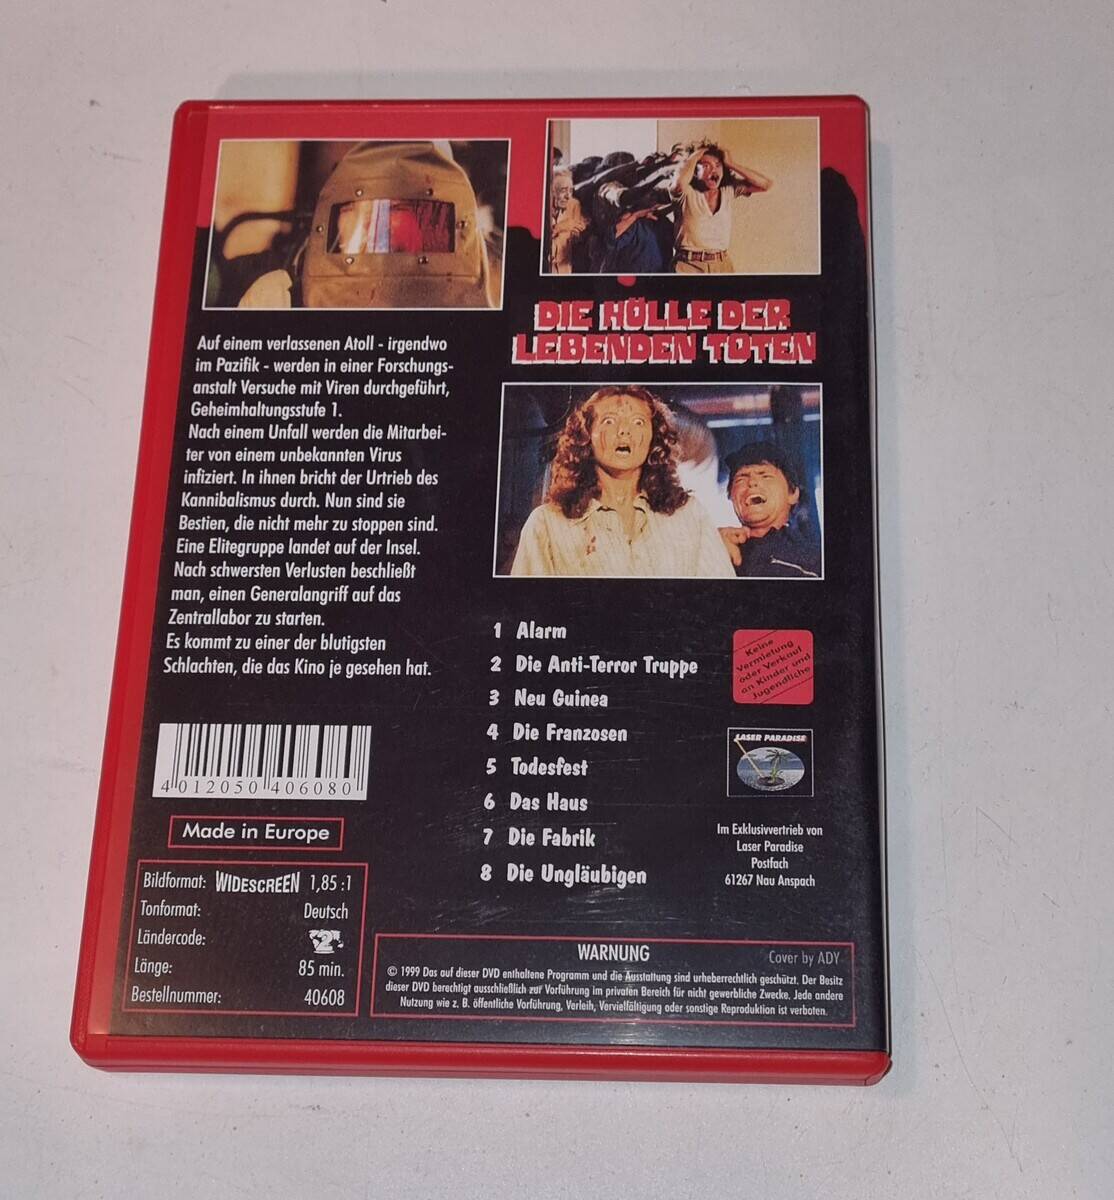 DIE HÖLLE DER
LEBENDEN TOTEN
Auf einem verlassenen Atoll - irgendwo
im Pazifik - werden in einer Forschungs-
anstalt Versuche mit Viren durchgeführt,
Geheimhaltungsstufe 1.
Nach einem Unfall werden die Mitarbei-
ter von einem unbekannten Virus
infiziert. In ihnen bricht der Urtrieb des
Kannibalismus durch. Nun sind sie
Bestien, die nicht mehr zu stoppen sind.
Eine Elitegruppe landet auf der Insel.
Nach schwersten Verlusten beschließt
man, einen Generalangriff auf das
Zentrallabor zu starten.
Es kommt zu einer der blutigsten
Schlachten, die das Kino je gesehen hat.
1 Alarm
2 Die Anti-Terror Truppe
3 Neu Guinea
4 Die Franzosen
5 Todesfest
6 Das Haus
7 Die Fabrik
8 Die Ungläubigen
Keine
Vermietung
oder Verkauf
an Kinder und
Jugendliche
LASER PARADISE
Im Exklusivvertrieb von
Laser Paradise
Postfach
61267 Nau Anspach
4 012050 406080
Made in Europe
Bildformat: WIDESCREEN 1,85 :1
Tonformat: Deutsch
Ländercode: 2
Länge: 85 min.
Bestellnummer: 40608
WARNUNG
Cover by ADY
© 1999 Das auf dieser DVD enthaltene Programm und die Ausstattung sind urheberrechtlich geschützt. Der Besitz
dieser DVD berechtigt ausschließlich zur Vorführung im privaten Bereich für nicht gewerbliche Zwecke. Jede andere
Nutzung wie z. B. öffentliche Vorführung, Verleih, Vervielfältigung oder sonstige Reproduktion ist verboten.